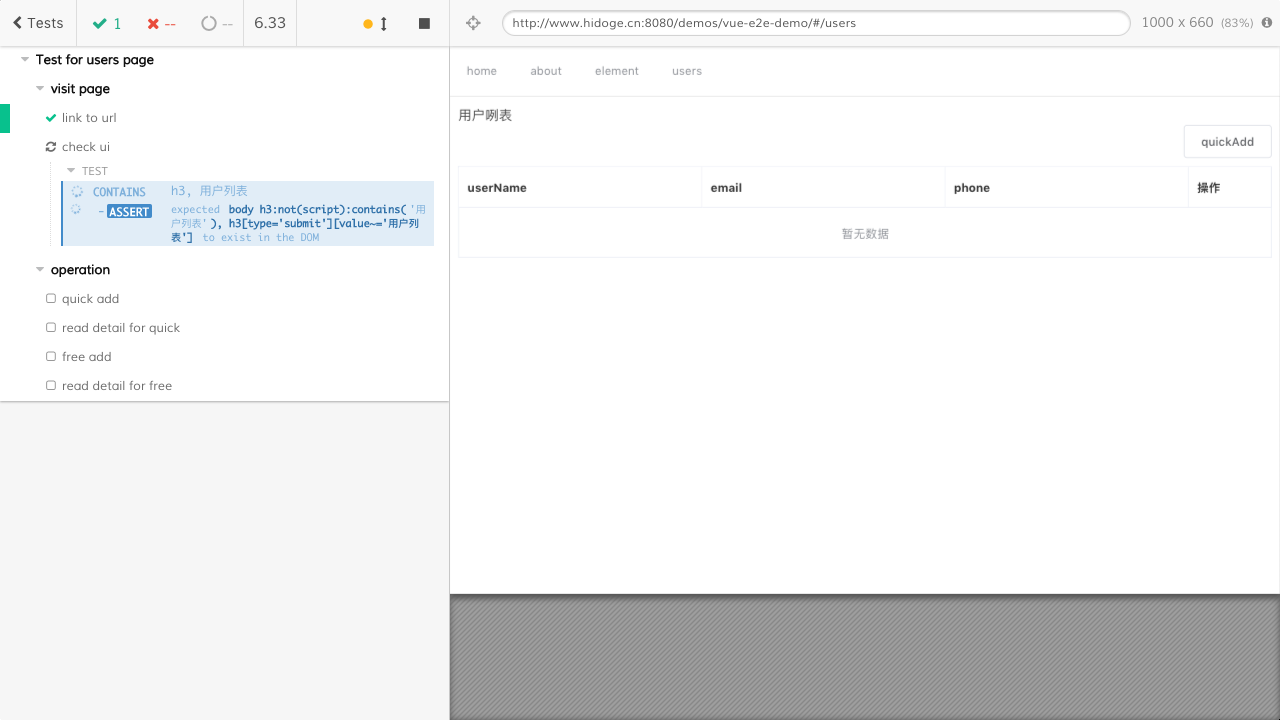 Tests
1
--
--
6.33
http://www.hidoge.cn:8080/demos/vue-e2e-demo/#/users
1000 x 660 (83%)
Test for users page
visit page
link to url
check ui
TEST
CONTAINS h3, 用户列表
- ASSERT expected body h3:not(script):contains('用
户列表'), h3[type='submit'][value~='用户列
表'] to exist in the DOM
operation
quick add
read detail for quick
free add
read detail for free
home about element users
用户咧表
quickAdd
userName email phone 操作
暂无数据